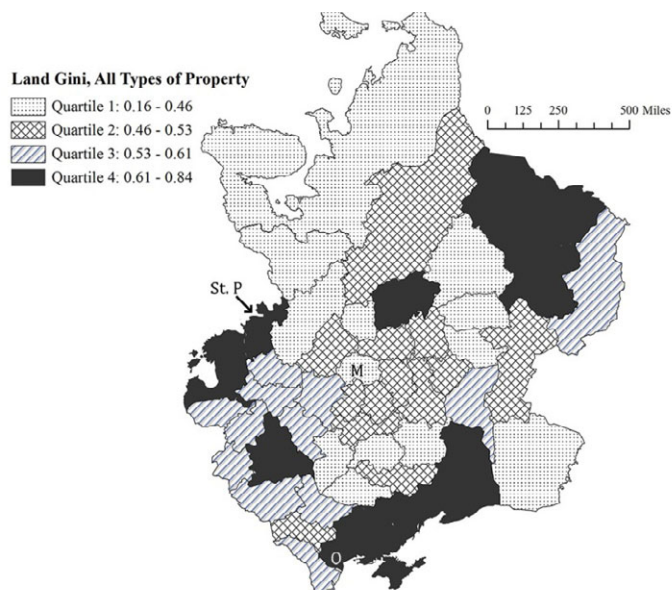 Land Gini, All Types of Property
Quartile 1: 0.16 - 0.46
Quartile 2: 0.46 - 0.53
Quartile 3: 0.53 - 0.61
Quartile 4: 0.61 - 0.84
0 125 250 500 Miles
St. P
M
O